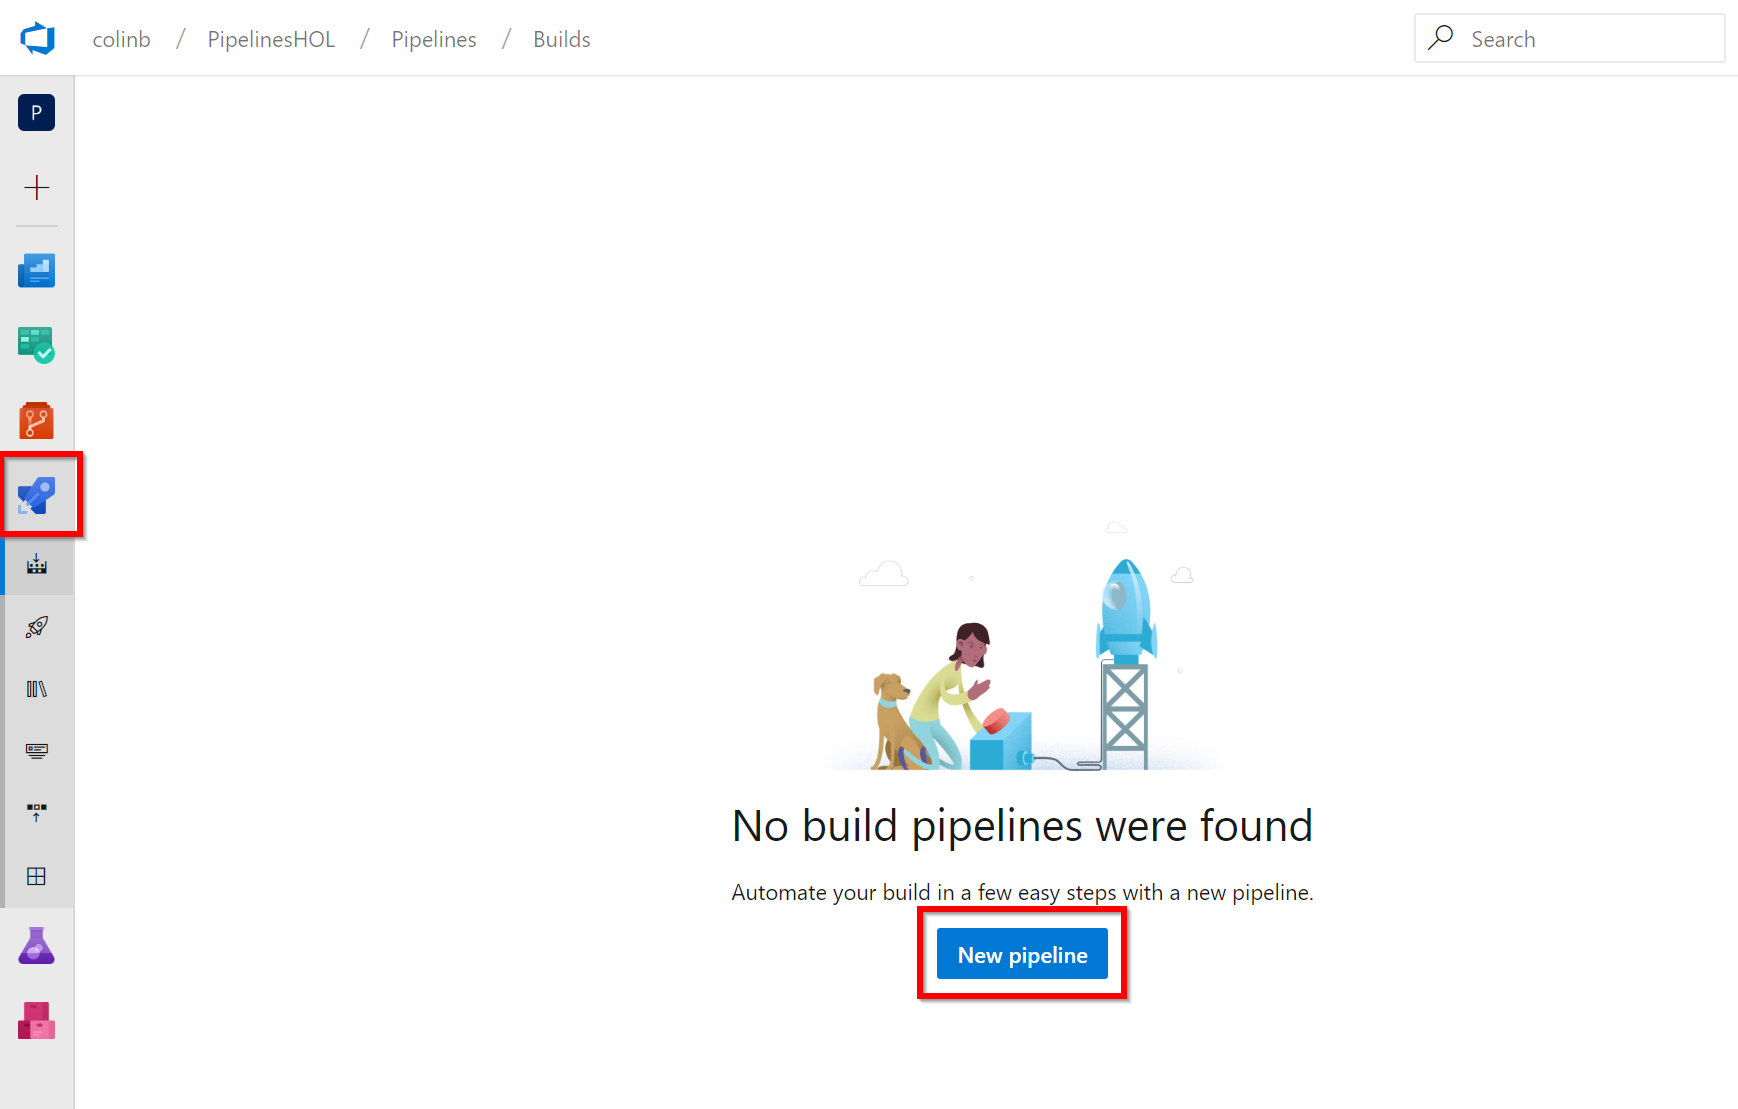 colinb / PipelinesHOL / Pipelines / Builds
Search
P
No build pipelines were found
Automate your build in a few easy steps with a new pipeline.
New pipeline